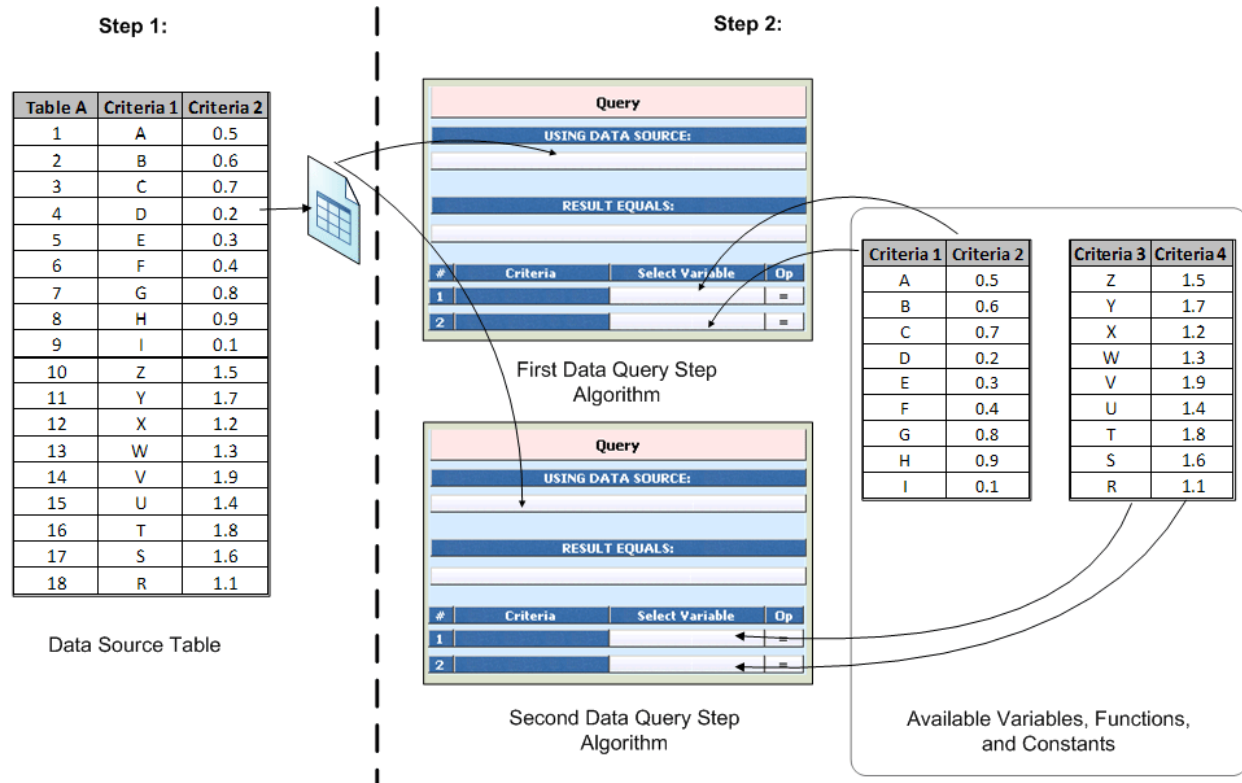 Step 1:
Table A Criteria 1 Criteria 2
1 A 0.5
2 B 0.6
3 C 0.7
4 D 0.2
5 E 0.3
6 F 0.4
7 G 0.8
8 H 0.9
9 I 0.1
10 Z 1.5
11 Y 1.7
12 X 1.2
13 W 1.3
14 V 1.9
15 U 1.4
16 T 1.8
17 S 1.6
18 R 1.1
Data Source Table
Step 2:
Query
USING DATA SOURCE:
RESULT EQUALS:
# Criteria Select Variable Op
1 =
2 =
First Data Query Step
Algorithm
Query
USING DATA SOURCE:
RESULT EQUALS:
# Criteria Select Variable Op
1 =
2 =
Second Data Query Step
Algorithm
Criteria 1 Criteria 2
A 0.5
B 0.6
C 0.7
D 0.2
E 0.3
F 0.4
G 0.8
H 0.9
I 0.1
Criteria 3 Criteria 4
Z 1.5
Y 1.7
X 1.2
W 1.3
V 1.9
U 1.4
T 1.8
S 1.6
R 1.1
Available Variables, Functions,
and Constants